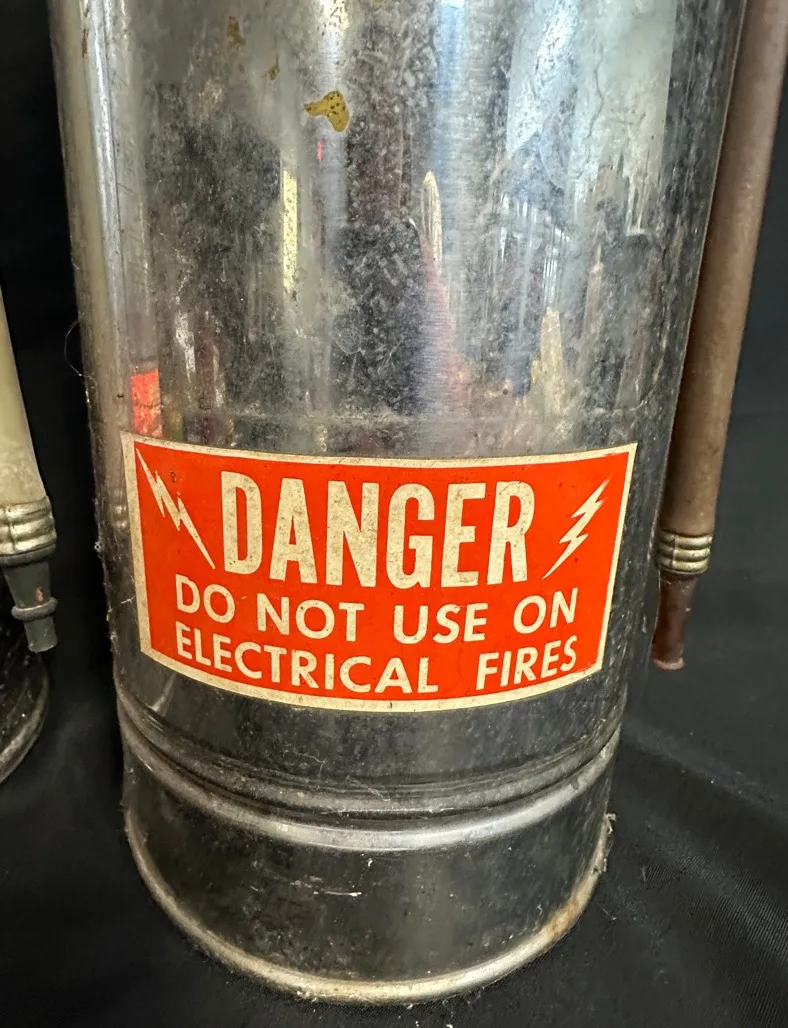 DANGER
DO NOT USE ON
ELECTRICAL FIRES